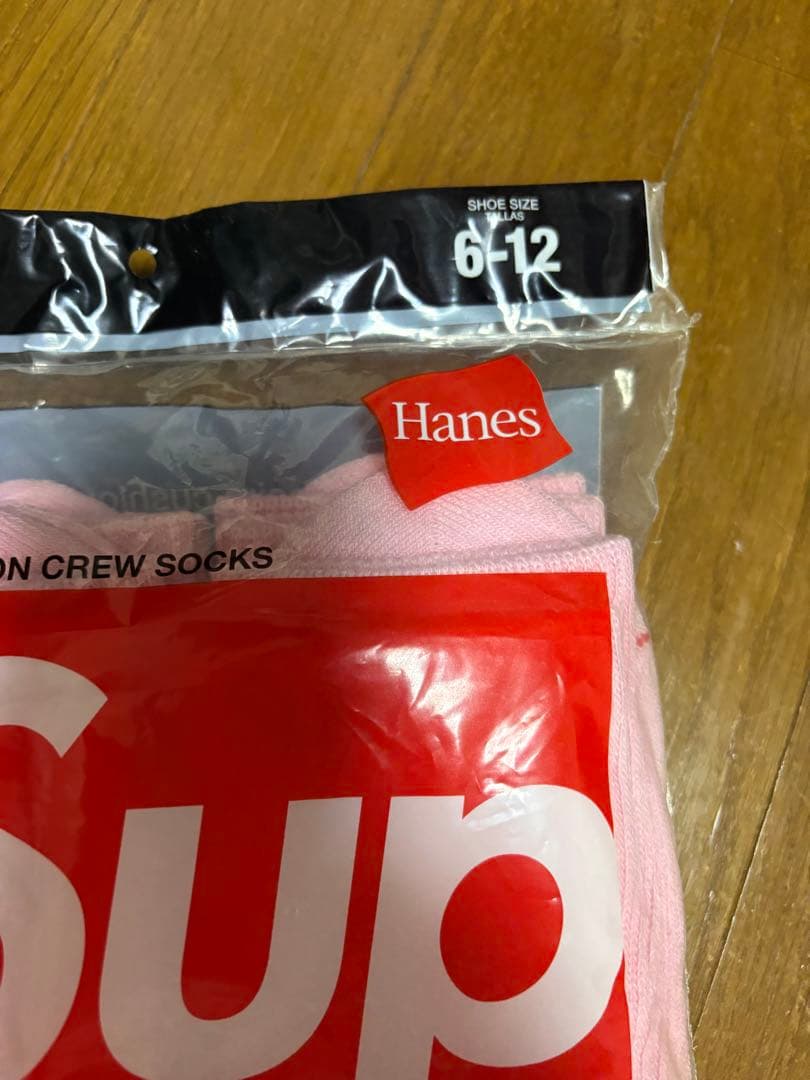 SHOE SIZE
TALLAS
6-12
Hanes
ON CREW SOCKS
Sup